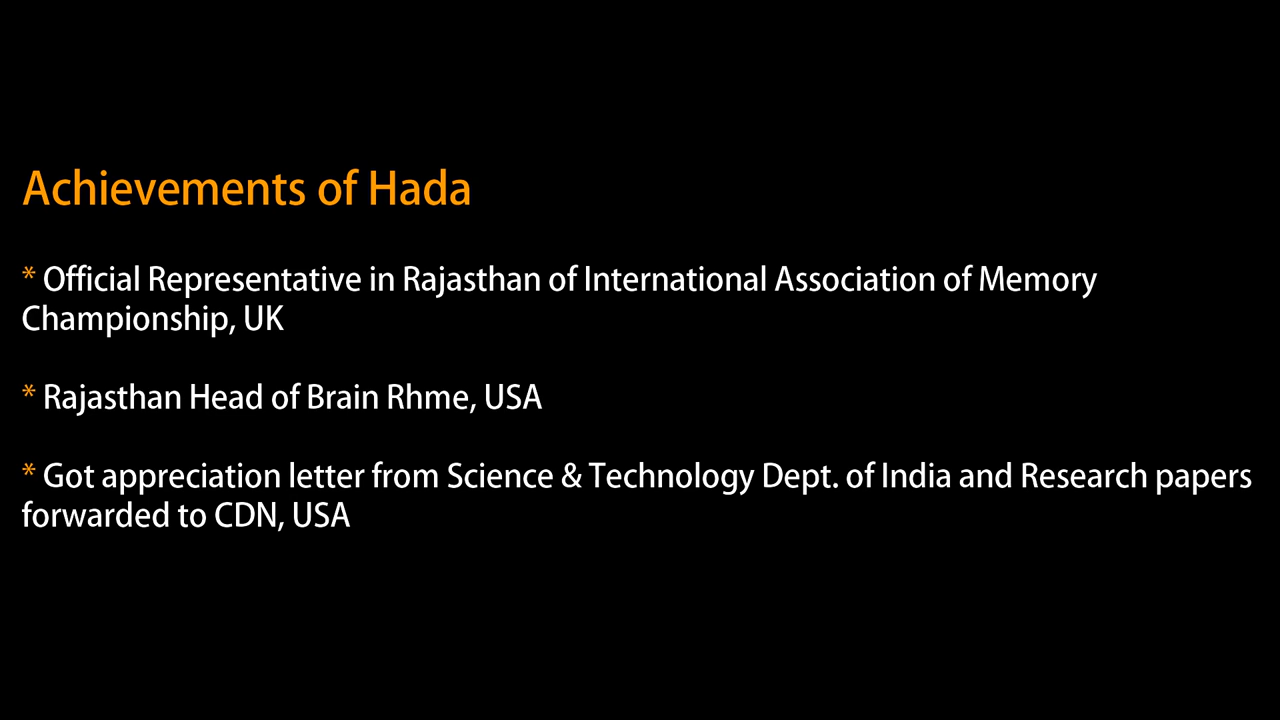 Achievements of Hada
* Official Representative in Rajasthan of International Association of Memory
Championship, UK
* Rajasthan Head of Brain Rhme, USA
* Got appreciation letter from Science & Technology Dept. of India and Research papers
forwarded to CDN, USA